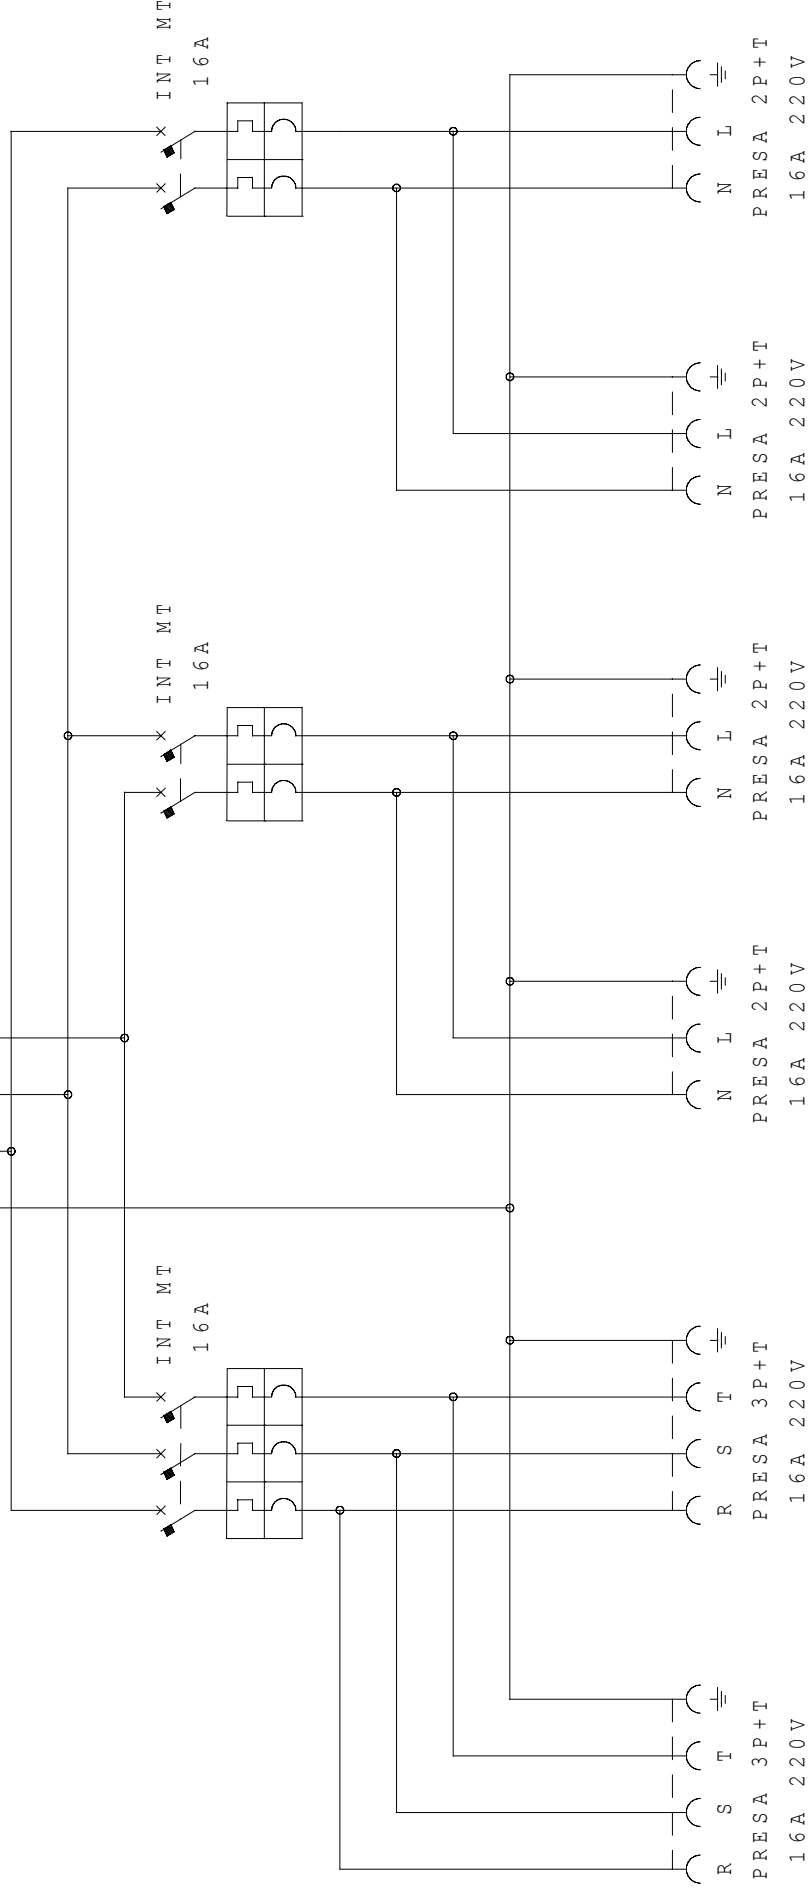 INT MT
16A
INT MT
16A
INT MT
16A
R S T
PRESA 3P+T
16A 220V
R S T
PRESA 3P+T
16A 220V
N L
PRESA 2P+T
16A 220V
N L
PRESA 2P+T
16A 220V
N L
PRESA 2P+T
16A 220V
N L
PRESA 2P+T
16A 220V